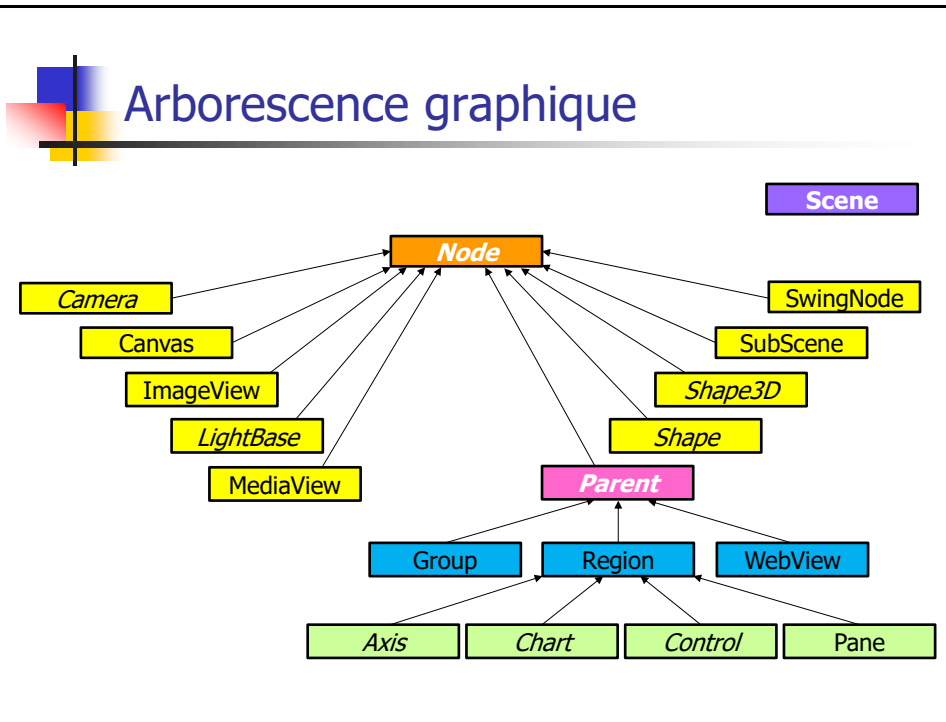 Arborescence graphique
Scene
Node
Camera
SwingNode
Canvas
SubScene
ImageView
Shape3D
LightBase
Shape
MediaView
Parent
Group
Region
WebView
Axis
Chart
Control
Pane